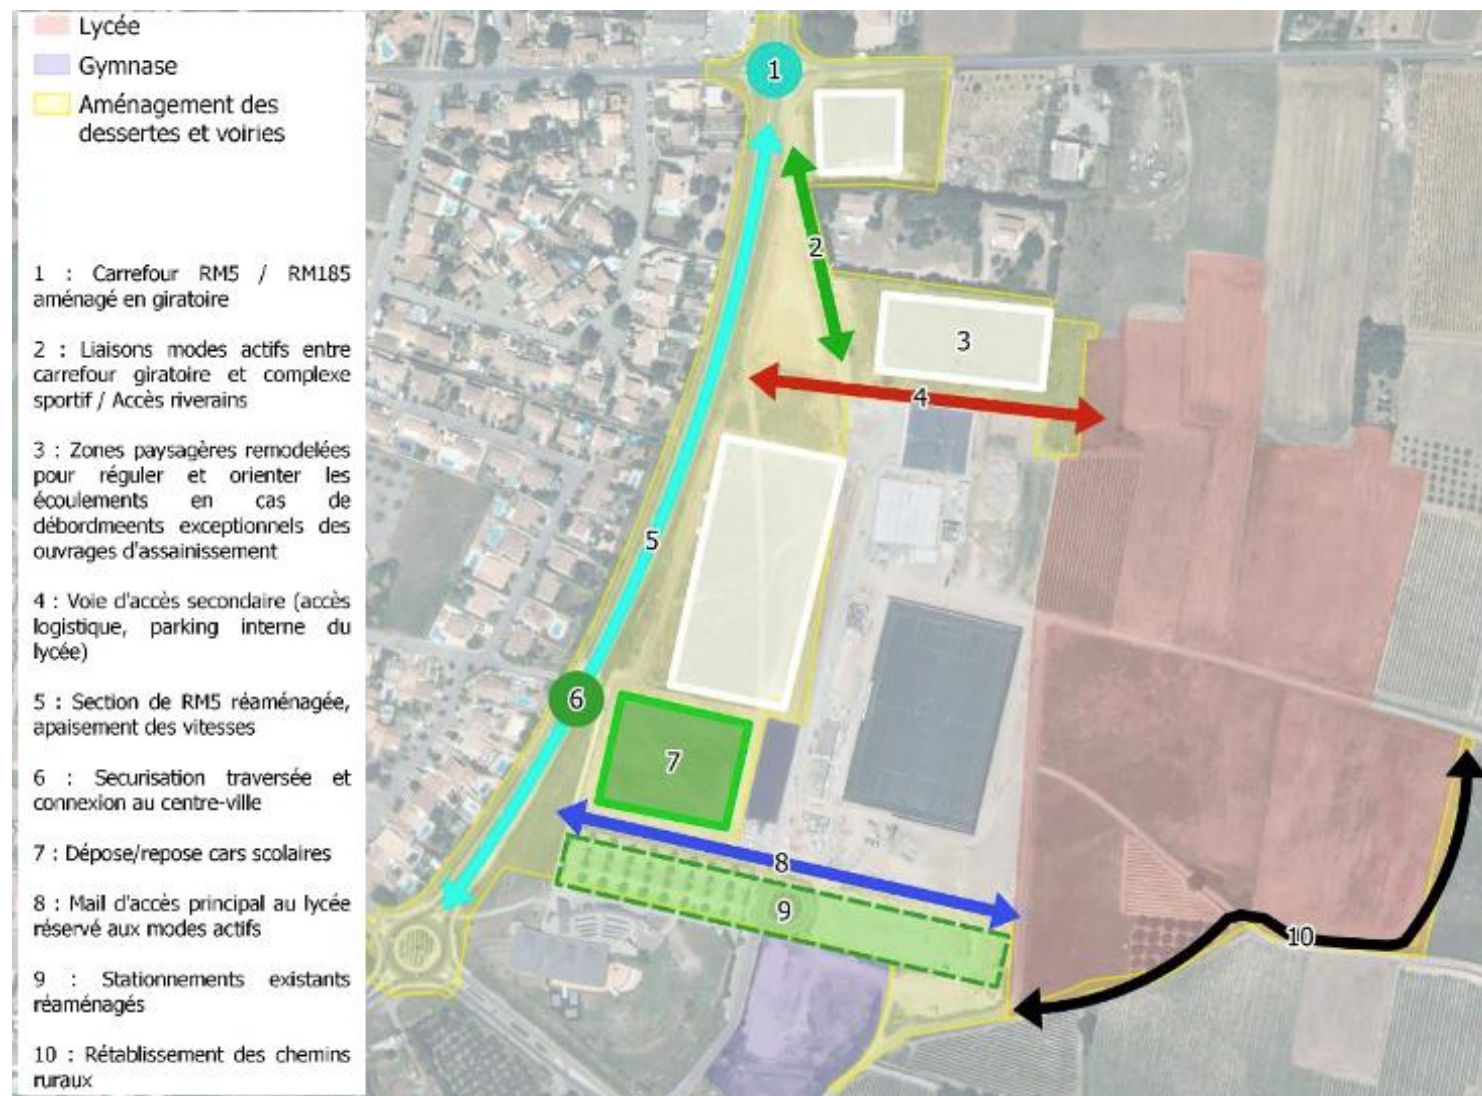 Lycée
Gymnase
Aménagement des
dessertes et voiries
1 : Carrefour RM5 / RM185
aménagé en giratoire
2 : Liaisons modes actifs entre
carrefour giratoire et complexe
sportif / Accès riverains
3 : Zones paysagères remodelées
pour réguler et orienter les
écoulements en cas de
débordmeents exceptionnels des
ouvrages d'assainissement
4 : Voie d'accès secondaire (accès
logistique, parking interne du
lycée)
5 : Section de RM5 réaménagée,
apaisement des vitesses
6 : Securisation traversée et
connexion au centre-ville
7 : Dépose/repose cars scolaires
8 : Mail d'accès principal au lycée
réservé aux modes actifs
9 : Stationnements existants
réaménagés
10 : Rétablissement des chemins
ruraux
1
2
3
4
5
6
7
8
9
10